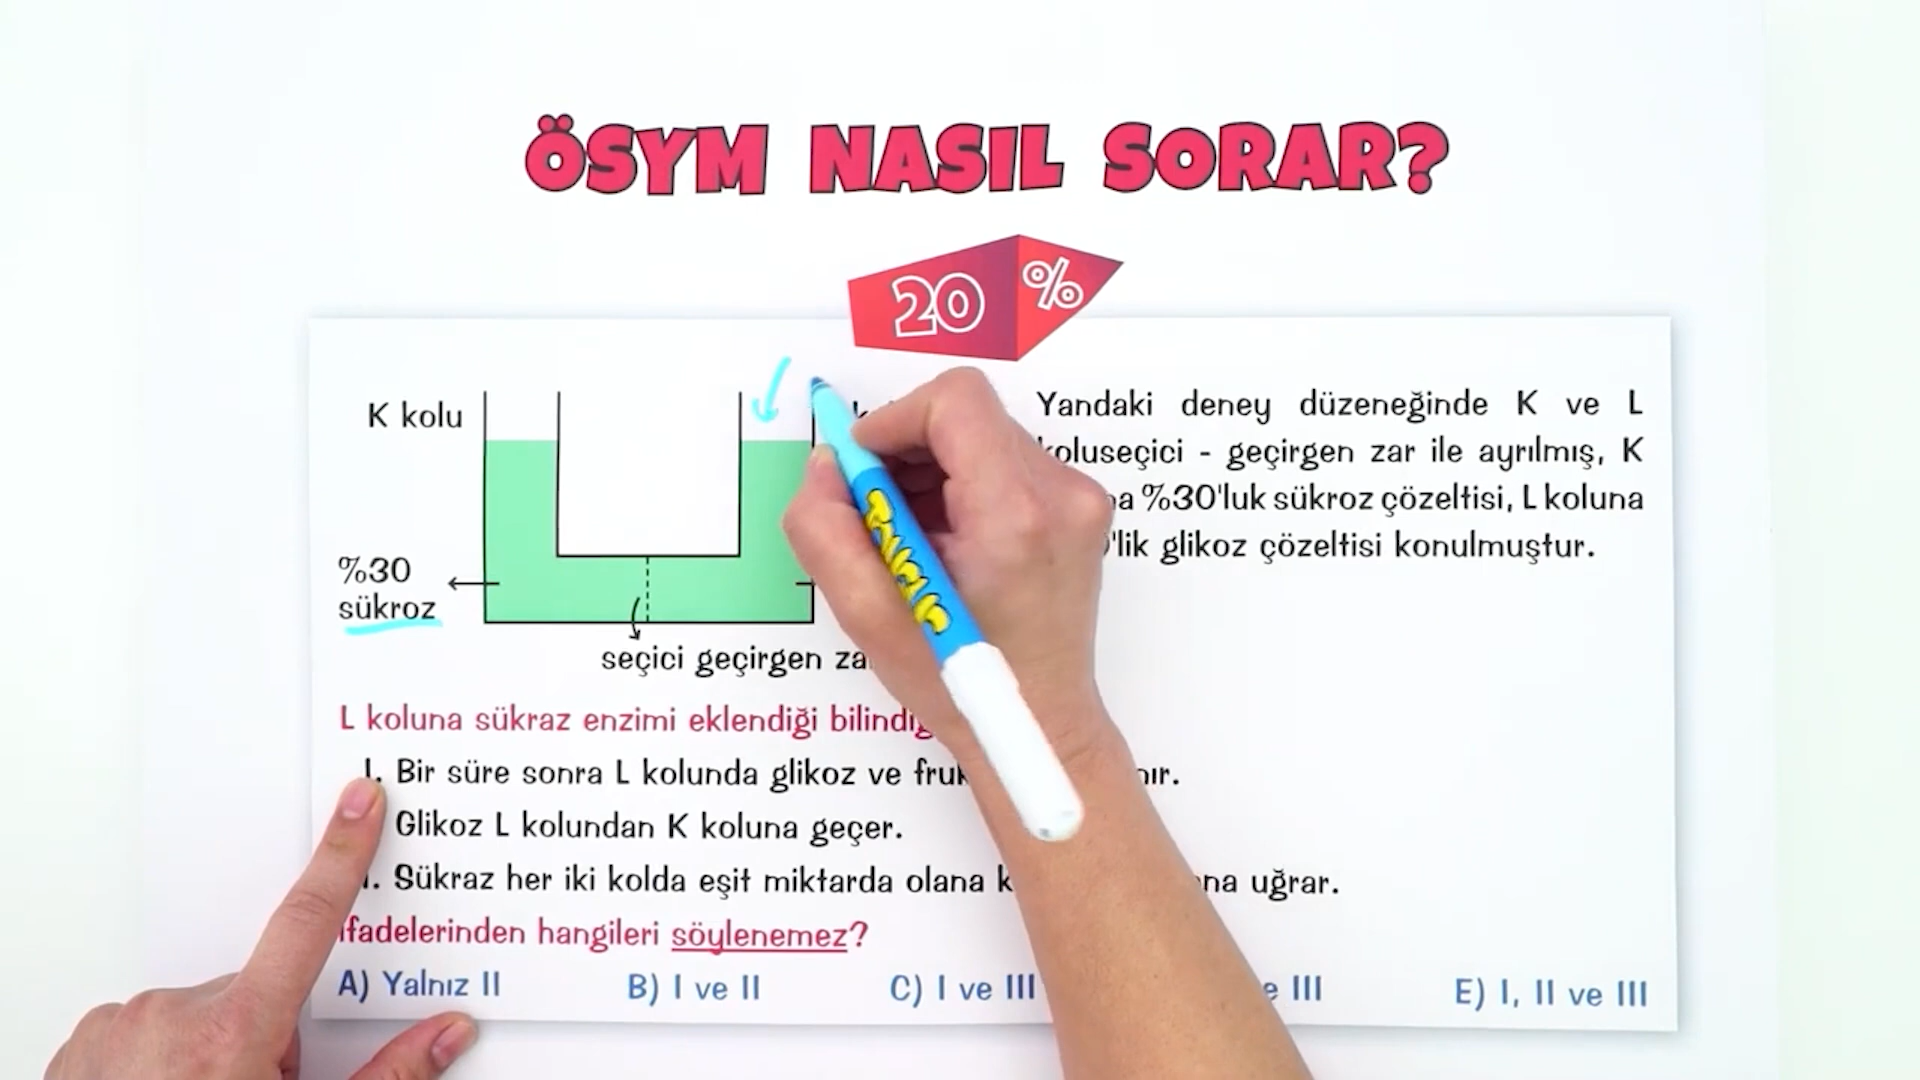 ÖSYM NASIL SORAR?
20 %
K kolu
%30
sükroz
seçici geçirgen
Yandaki deney düzeneğinde K ve L
koluseçici - geçirgen zar ile ayrılmış, K
%30'luk sükroz çözeltisi, L koluna
'lik glikoz çözeltisi konulmuştur.
L koluna sükraz enzimi eklendiği
I. Bir süre sonra L kolunda glikoz ve
Glikoz L kolundan K koluna geçer.
Sükraz her iki kolda eşit miktarda olana uğrar.
ifadelerinden hangileri söylenemez?
A) Yalnız II B) I ve II C) I ve III III E) I, II ve III